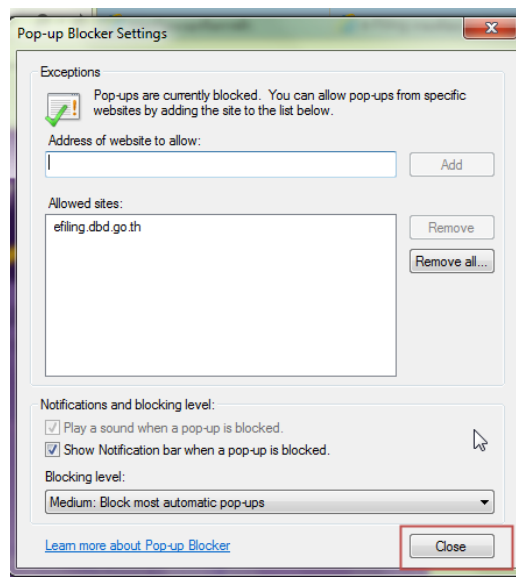 Pop-up Blocker Settings
Exceptions
Pop-ups are currently blocked. You can allow pop-ups from specific
websites by adding the site to the list below.
Address of website to allow:
Add
Allowed sites:
efiling.dbd.go.th
Remove
Remove all...
Notifications and blocking level:
Play a sound when a pop-up is blocked.
Show Notification bar when a pop-up is blocked.
Blocking level:
Medium: Block most automatic pop-ups
Learn more about Pop-up Blocker
Close